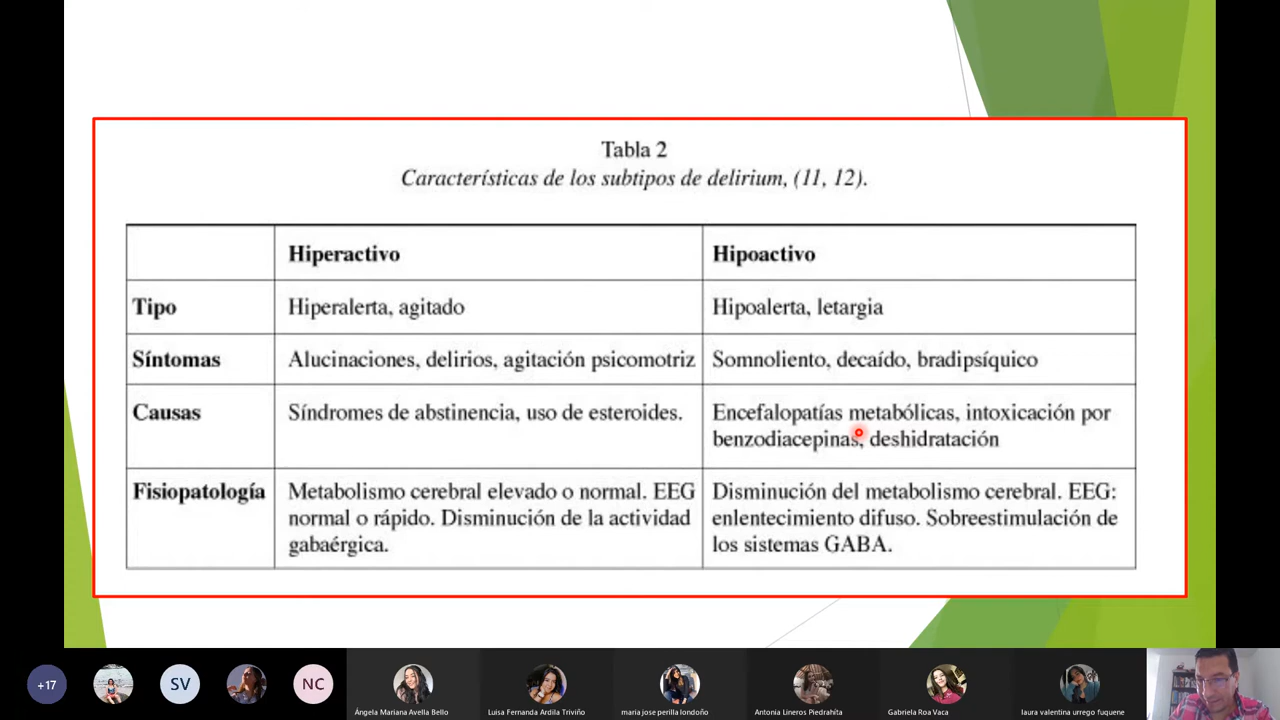 Tabla 2
Características de los subtipos de delirium, (11, 12).
Hiperactivo
Hipoactivo
Tipo
Hiperalerta, agitado
Hipoalerta, letargia
Síntomas
Alucinaciones, delirios, agitación psicomotriz
Somnoliento, decaído, bradipsíquico
Causas
Síndromes de abstinencia, uso de esteroides.
Encefalopatías metabólicas, intoxicación por
benzodiacepinas, deshidratación
Fisiopatología
Metabolismo cerebral elevado o normal. EEG
normal o rápido. Disminución de la actividad
gabaérgica.
Disminución del metabolismo cerebral. EEG:
enlentecimiento difuso. Sobreestimulación de
los sistemas GABA.
+17
SV
NC
Ángela Mariana Avella Bello
Luisa Fernanda Ardila Triviño
maria jose perilla londoño
Antonia Lineros Piedrahíta
Gabriela Roa Vaca
laura valentina urrego fuquene